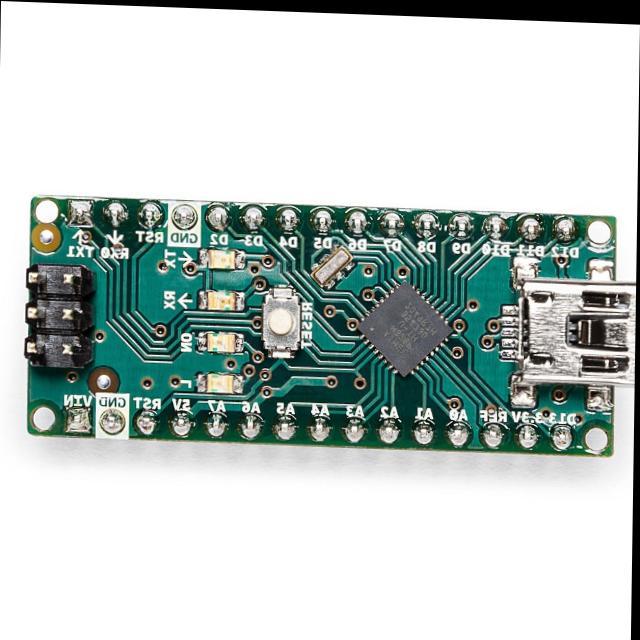 TX1 RX0 RST GND D2 D3 D4 D5 D6 D7 D8 D9 D10 D11 D12
TX
RX
ON
L
RESET
VIN GND RST 5V A7 A6 A5 A4 A3 A2 A1 A0 REF 3.3V D13